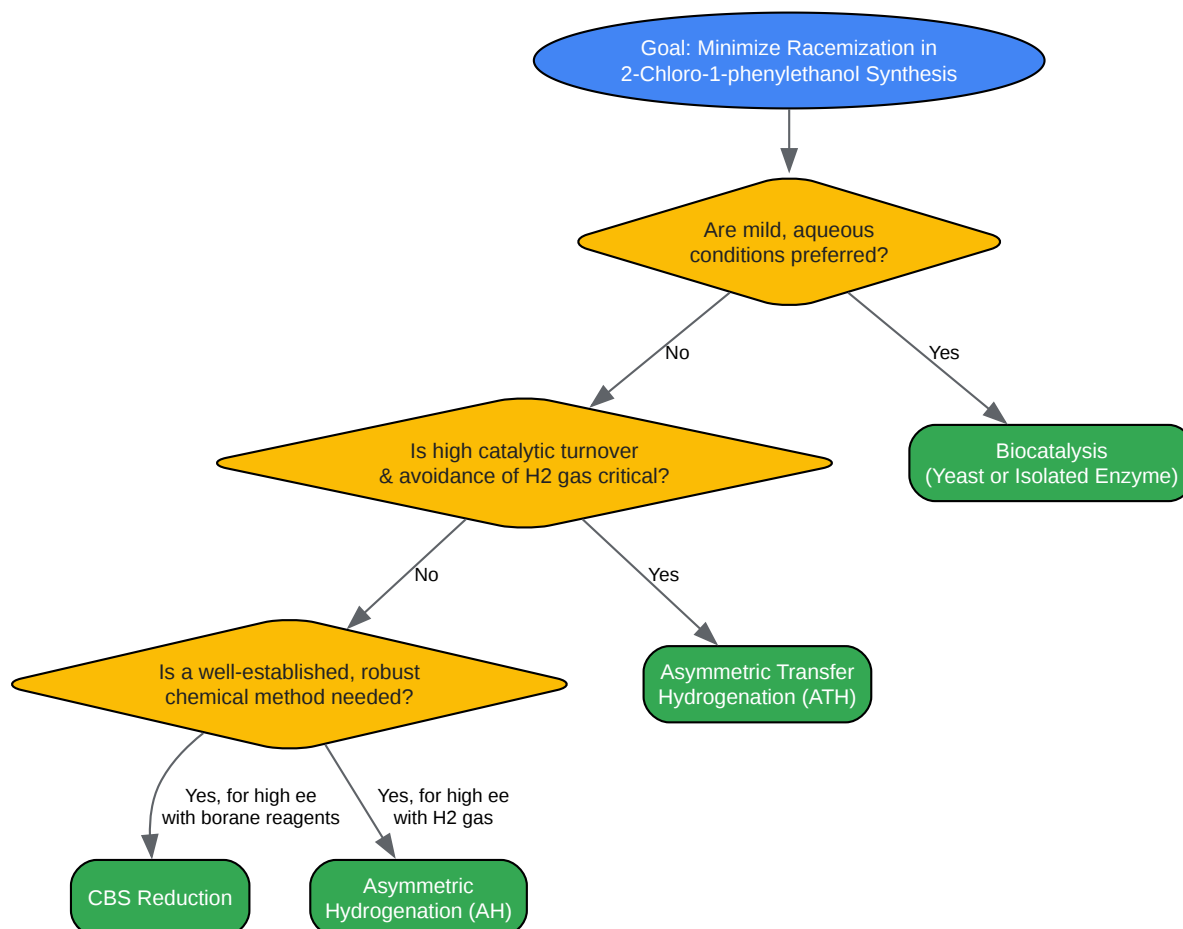 Goal: Minimize Racemization in
2-Chloro-1-phenylethanol Synthesis
Are mild, aqueous
conditions preferred?
No
Yes
Is high catalytic turnover
& avoidance of H2 gas critical?
Biocatalysis
(Yeast or Isolated Enzyme)
No
Yes
Is a well-established, robust
chemical method needed?
Asymmetric Transfer
Hydrogenation (ATH)
Yes, for high ee
with borane reagents
Yes, for high ee
with H2 gas
CBS Reduction
Asymmetric
Hydrogenation (AH)